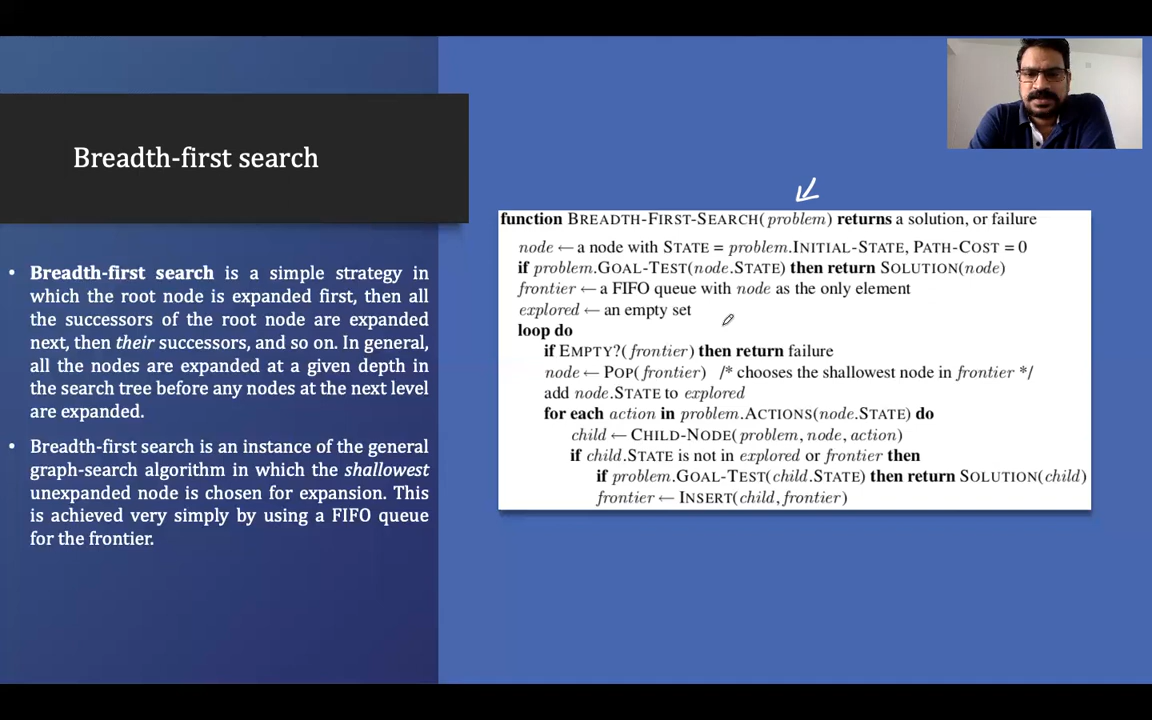 Breadth-first search
• Breadth-first search is a simple strategy in
which the root node is expanded first, then all
the successors of the root node are expanded
next, then their successors, and so on. In general,
all the nodes are expanded at a given depth in
the search tree before any nodes at the next level
are expanded.
• Breadth-first search is an instance of the general
graph-search algorithm in which the shallowest
unexpanded node is chosen for expansion. This
is achieved very simply by using a FIFO queue
for the frontier.
function BREADTH-FIRST-SEARCH(problem) returns a solution, or failure
node ← a node with STATE = problem.INITIAL-STATE, PATH-COST = 0
if problem.GOAL-TEST(node.STATE) then return SOLUTION(node)
frontier ← a FIFO queue with node as the only element
explored ← an empty set
loop do
if EMPTY?(frontier) then return failure
node ← POP(frontier) /* chooses the shallowest node in frontier */
add node.STATE to explored
for each action in problem.ACTIONS(node.STATE) do
child ← CHILD-NODE(problem, node, action)
if child.STATE is not in explored or frontier then
if problem.GOAL-TEST(child.STATE) then return SOLUTION(child)
frontier ← INSERT(child, frontier)